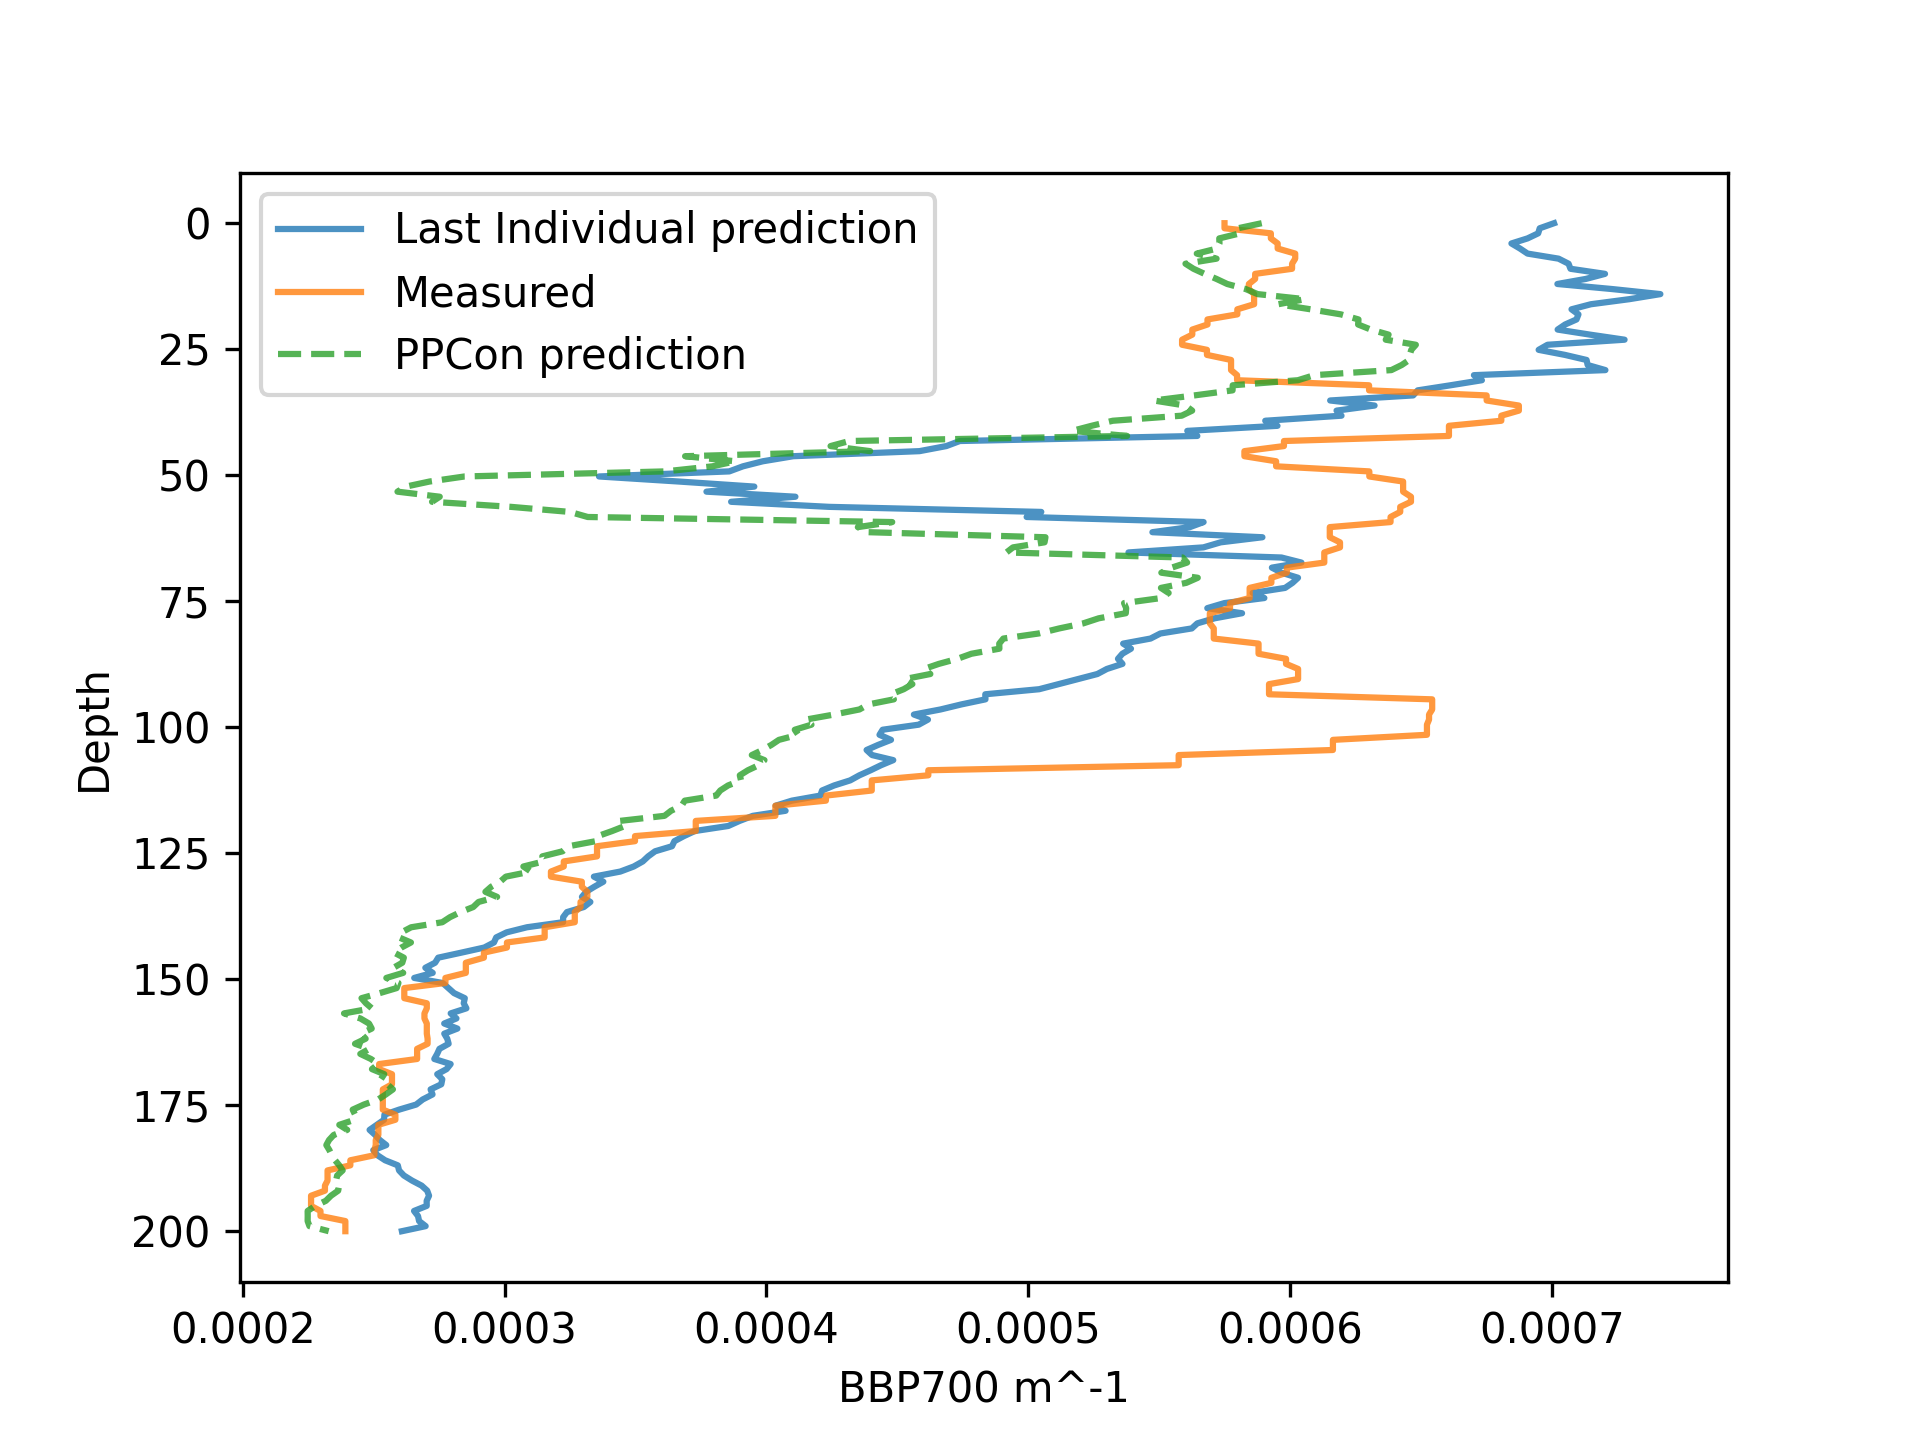 Last Individual prediction
Measured
PPCon prediction
0
25
50
75
100
125
150
175
200
Depth
0.0002 0.0003 0.0004 0.0005 0.0006 0.0007
BBP700 m^-1